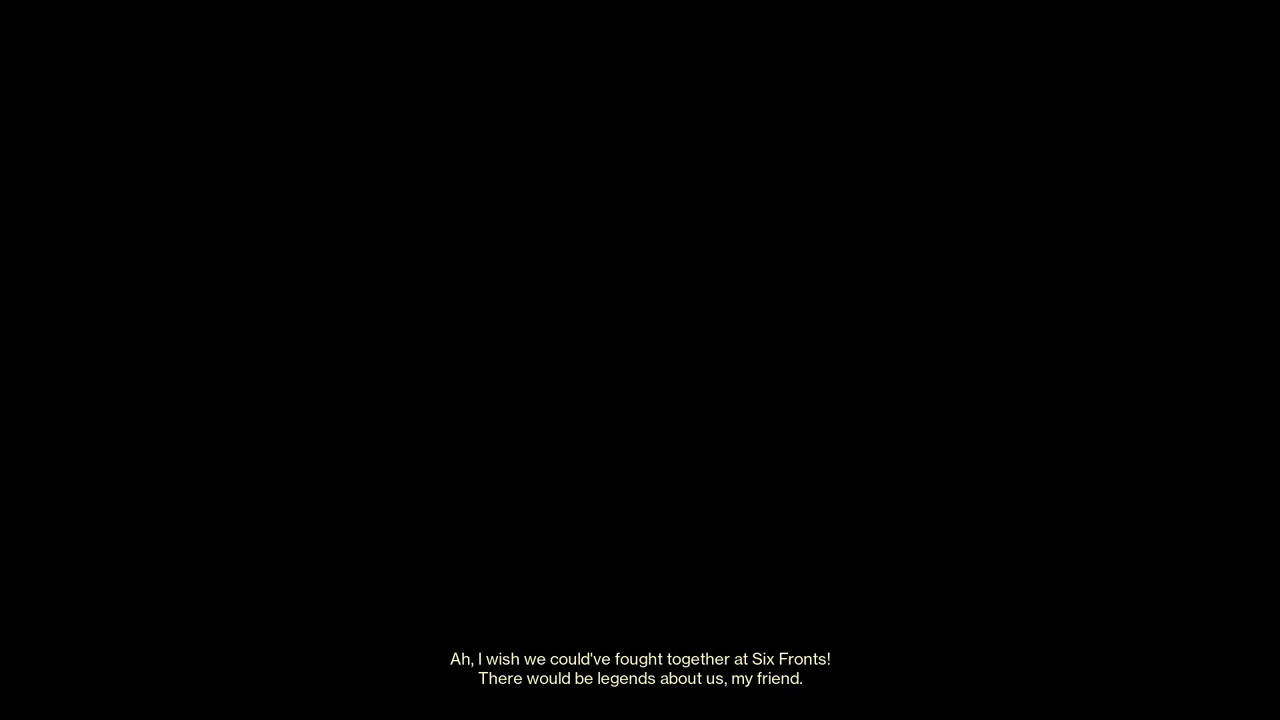 Ah, I wish we could've fought together at Six Fronts!
There would be legends about us, my friend.